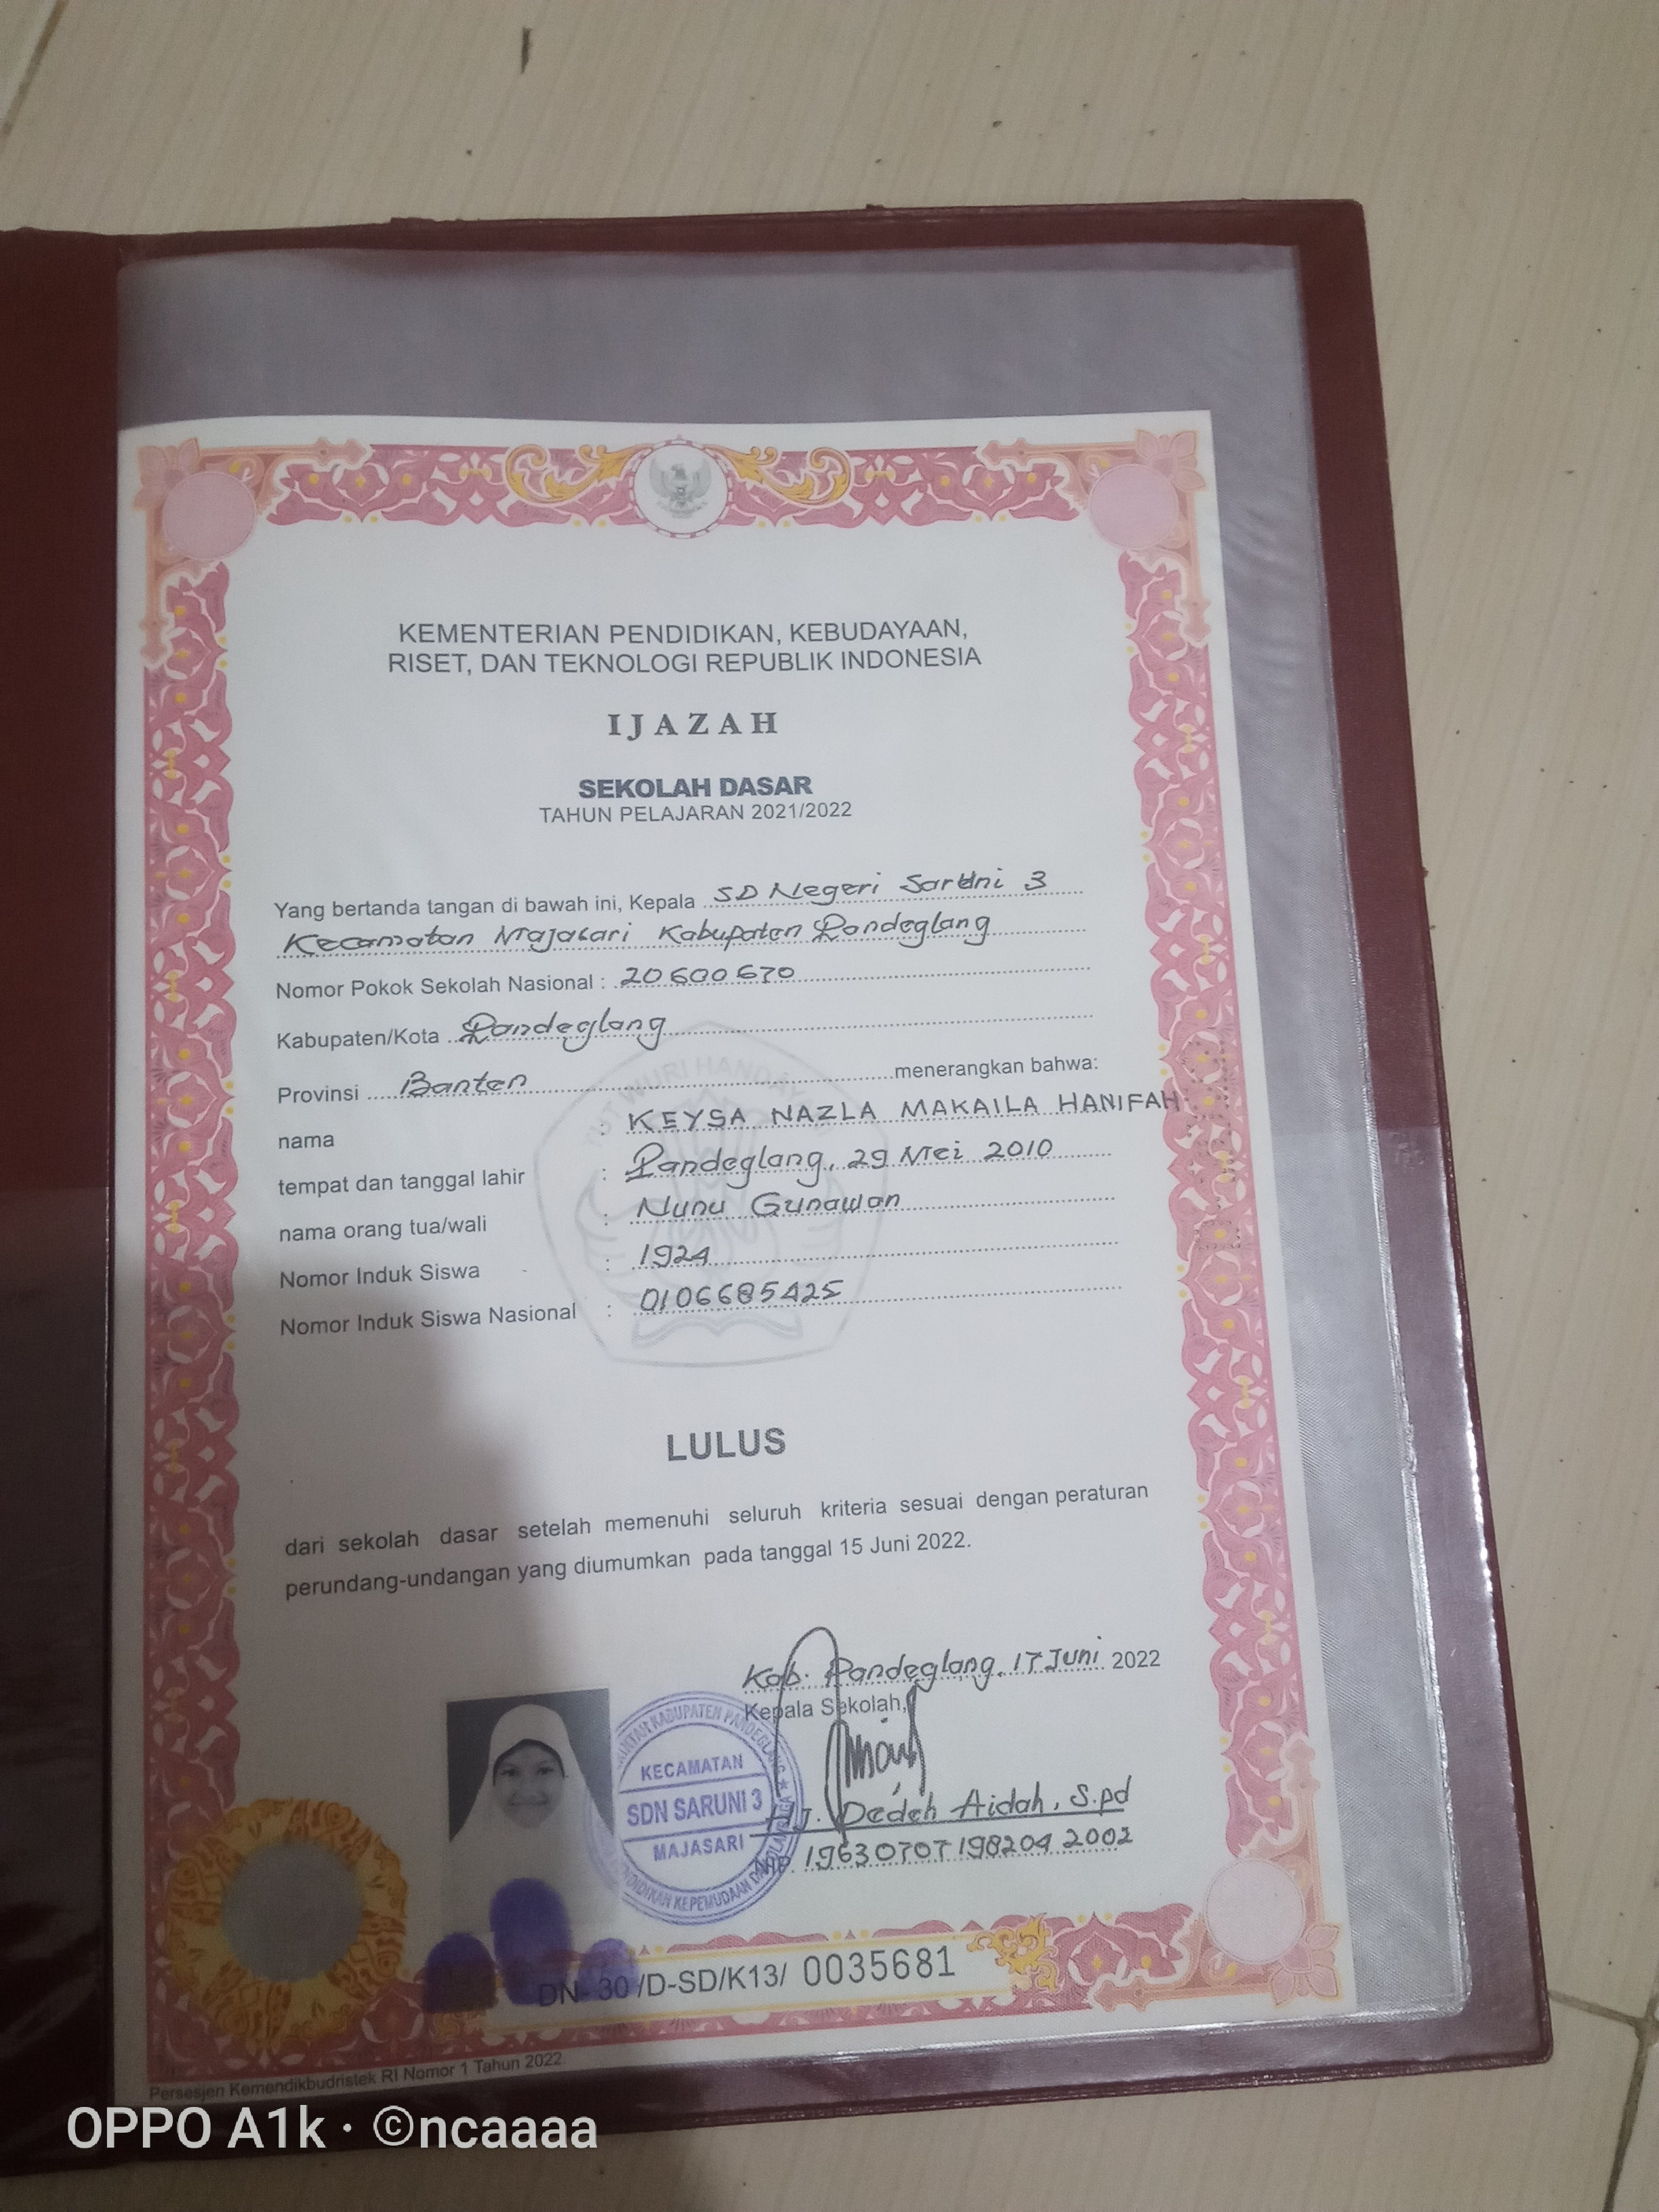 KEMENTERIAN PENDIDIKAN, KEBUDAYAAN,
RISET, DAN TEKNOLOGI REPUBLIK INDONESIA
IJAZAH
SEKOLAH DASAR
TAHUN PELAJARAN 2021/2022
Yang bertanda tangan di bawah ini, Kepala SD Negeri Saruni 3
Kecamatan Majasari Kabupaten Pandeglang
Nomor Pokok Sekolah Nasional : 20600670
Kabupaten/Kota Pandeglang
Provinsi Banten menerangkan bahwa:
nama : KEYSA NAZLA MAKAILA HANIFAH
tempat dan tanggal lahir : Pandeglang, 29 Mei 2010
nama orang tua/wali : Nunu Gunawan
Nomor Induk Siswa : 1924
Nomor Induk Siswa Nasional : 0106685425
LULUS
dari sekolah dasar setelah memenuhi seluruh kriteria sesuai dengan peraturan
perundang-undangan yang diumumkan pada tanggal 15 Juni 2022.
Kab. Pandeglang, 17 Juni 2022
Kepala Sekolah,
KECAMATAN
SDN SARUNI 3
MAJASARI
Hj. Dedeh Aidah, S.pd
NIP. 19630707 198204 2002
DN- 30 /D-SD/K13/ 0035681
Persesjen Kemendikbudristek RI Nomor 1 Tahun 2022
OPPO A1k · ©ncaaaa